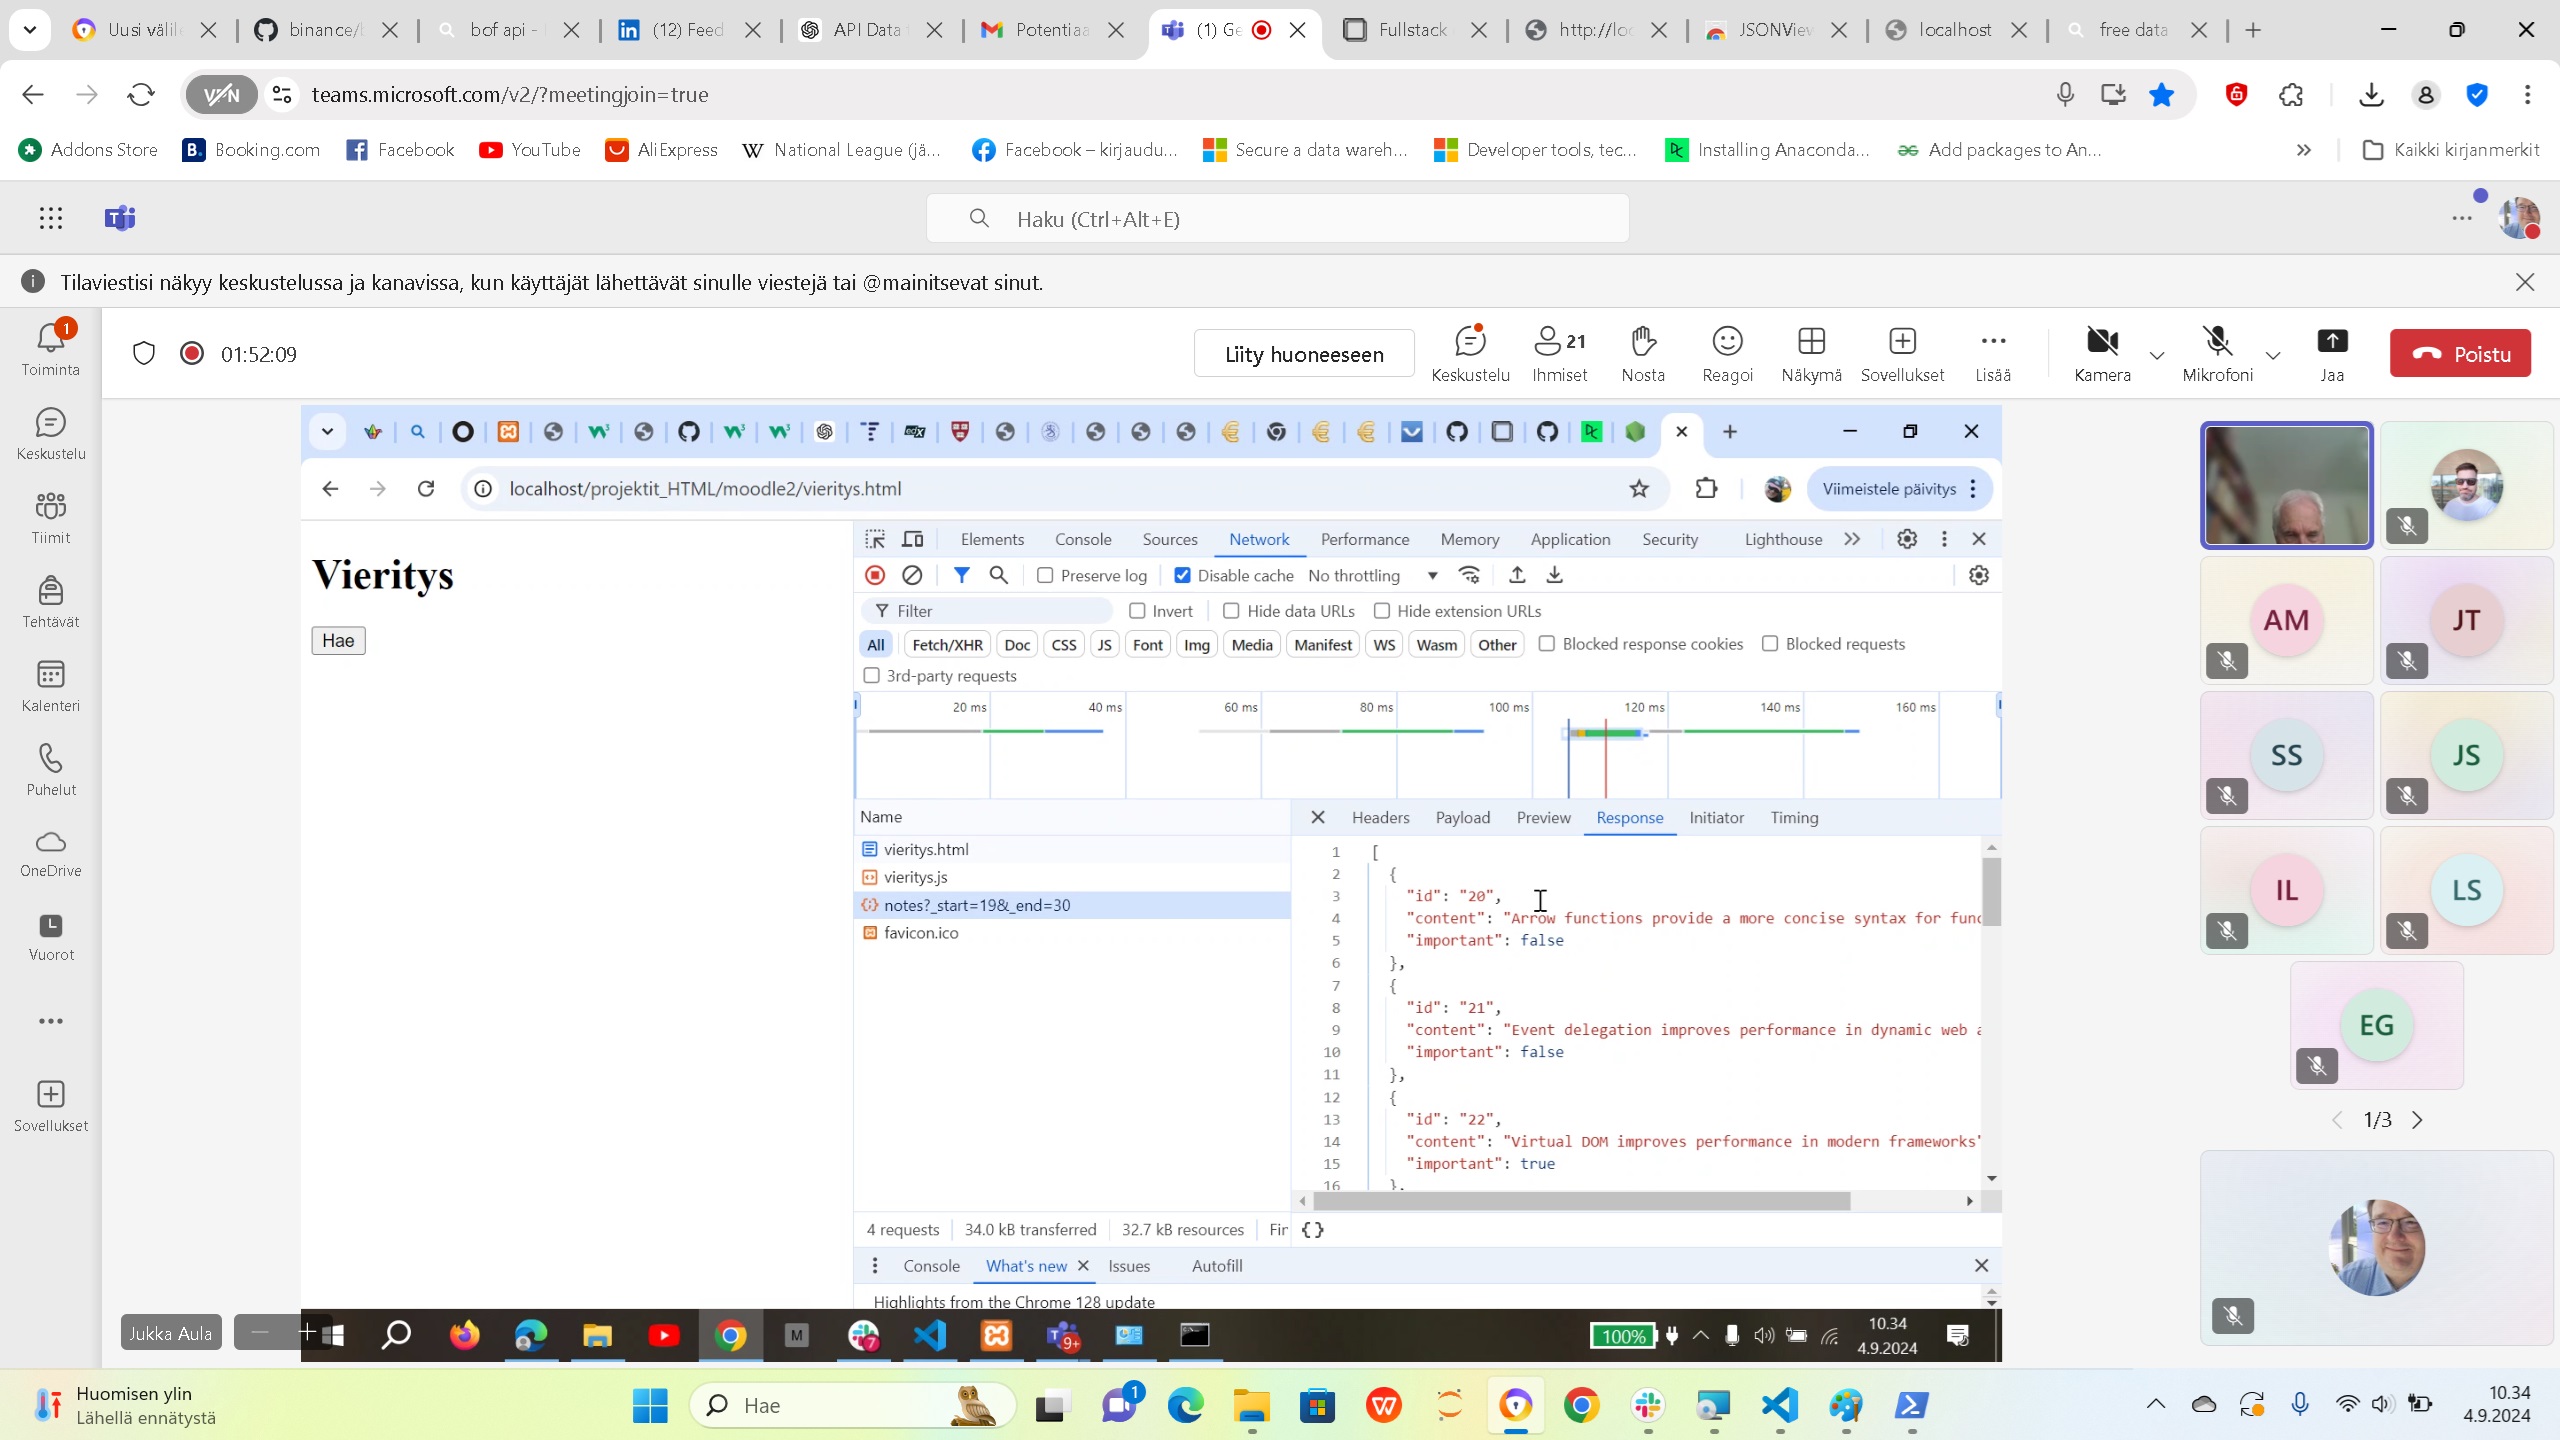 Uusi välile
binance/b
bof api -
(12) Feed
API Data t
Potentiaa
(1) Ge
Fullstack
http://loc
JSONView
localhost
free data
VPN
teams.microsoft.com/v2/?meetingjoin=true
Addons Store
Booking.com
Facebook
YouTube
AliExpress
National League (jä...
Facebook – kirjaudu...
Secure a data wareh...
Developer tools, tec...
Installing Anaconda...
Add packages to An...
Kaikki kirjanmerkit
Haku (Ctrl+Alt+E)
Tilaviestisi näkyy keskustelussa ja kanavissa, kun käyttäjät lähettävät sinulle viestejä tai @mainitsevat sinut.
1
Toiminta
Keskustelu
Tiimit
Tehtävät
Kalenteri
Puhelut
OneDrive
Vuorot
Sovellukset
01:52:09
Liity huoneeseen
Keskustelu
21
Ihmiset
Nosta
Reagoi
Näkymä
Sovellukset
Lisää
Kamera
Mikrofoni
Jaa
Poistu
localhost/projektit_HTML/moodle2/vieritys.html
Viimeistele päivitys
Vieritys
Hae
Elements Console Sources Network Performance Memory Application Security Lighthouse
Preserve log Disable cache No throttling
Filter Invert Hide data URLs Hide extension URLs
All Fetch/XHR Doc CSS JS Font Img Media Manifest WS Wasm Other Blocked response cookies Blocked requests
3rd-party requests
20 ms 40 ms 60 ms 80 ms 100 ms 120 ms 140 ms 160 ms
Name
vieritys.html
vieritys.js
notes?_start=19&_end=30
favicon.ico
Headers Payload Preview Response Initiator Timing
1 [
2 {
3 "id": "20",
4 "content": "Arrow functions provide a more concise syntax for func
5 "important": false
6 },
7 {
8 "id": "21",
9 "content": "Event delegation improves performance in dynamic web a
10 "important": false
11 },
12 {
13 "id": "22",
14 "content": "Virtual DOM improves performance in modern frameworks"
15 "important": true
16 },
4 requests 34.0 kB transferred 32.7 kB resources Fir {}
Console What's new Issues Autofill
Highlights from the Chrome 128 update
Jukka Aula
M
7
9+
100%
10.34
4.9.2024
AM
JT
SS
JS
IL
LS
EG
1/3
Huomisen ylin
Lähellä ennätystä
Hae
1
10.34
4.9.2024